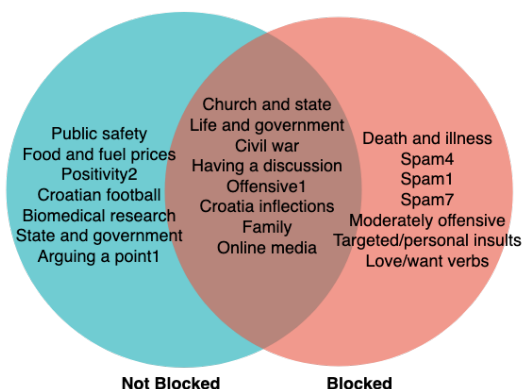 Public safety
Food and fuel prices
Positivity2
Croatian football
Biomedical research
State and government
Arguing a point1
Church and state
Life and government
Civil war
Having a discussion
Offensive1
Croatia inflections
Family
Online media
Death and illness
Spam4
Spam1
Spam7
Moderately offensive
Targeted/personal insults
Love/want verbs
Not Blocked
Blocked